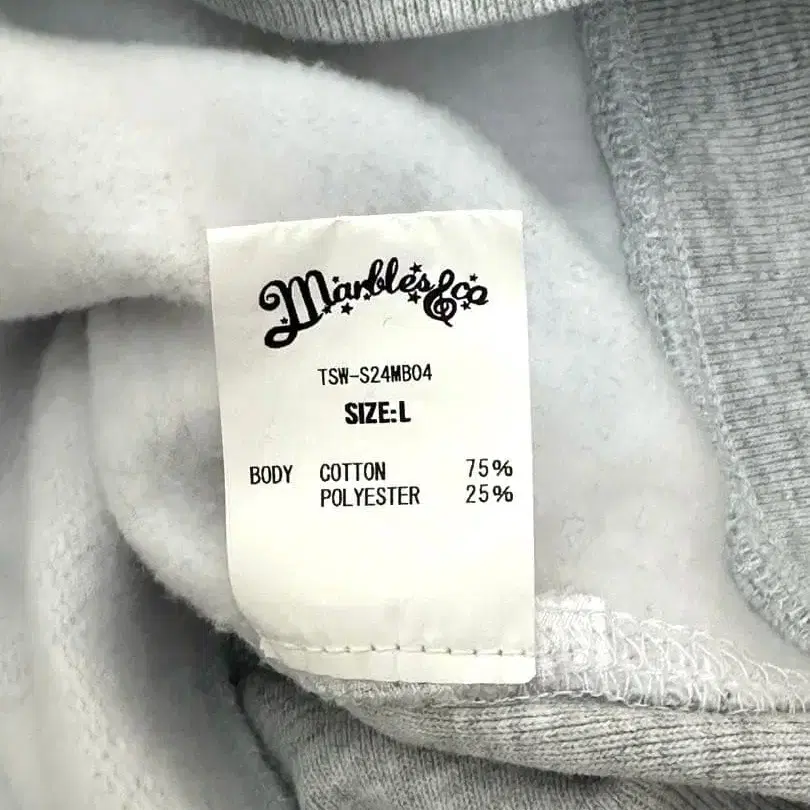 Marbles&co
TSW-S24MB04
SIZE:L
BODY COTTON 75%
POLYESTER 25%